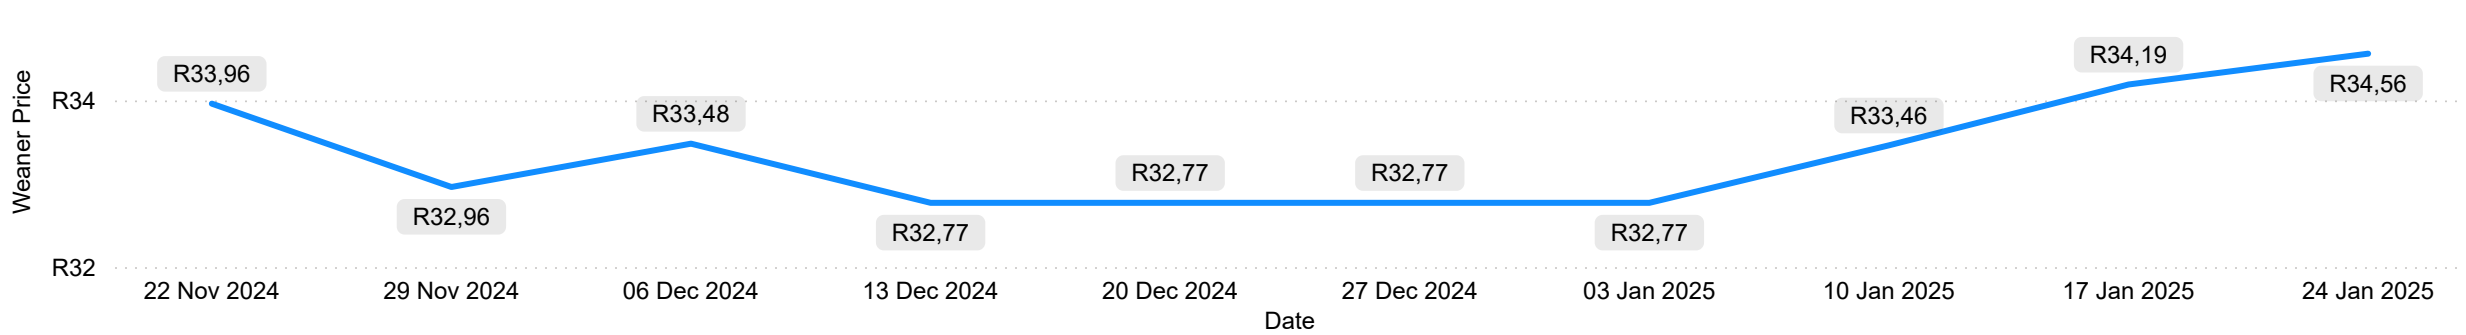 Weaner Price
R34
R32
R33,96
R32,96
R33,48
R32,77
R32,77
R32,77
R32,77
R33,46
R34,19
R34,56
22 Nov 2024
29 Nov 2024
06 Dec 2024
13 Dec 2024
20 Dec 2024
27 Dec 2024
03 Jan 2025
10 Jan 2025
17 Jan 2025
24 Jan 2025
Date